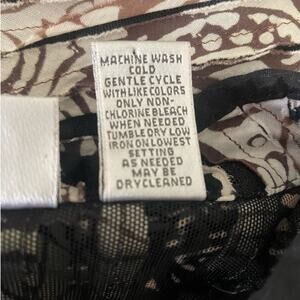 MACHINE WASH
COLD
GENTLE CYCLE
WITH LIKE COLORS
ONLY NON-
CHLORINE BLEACH
WHEN NEEDED
TUMBLE DRY LOW
IRON ON LOWEST
SETTING
AS NEEDED
MAY BE
DRYCLEANED